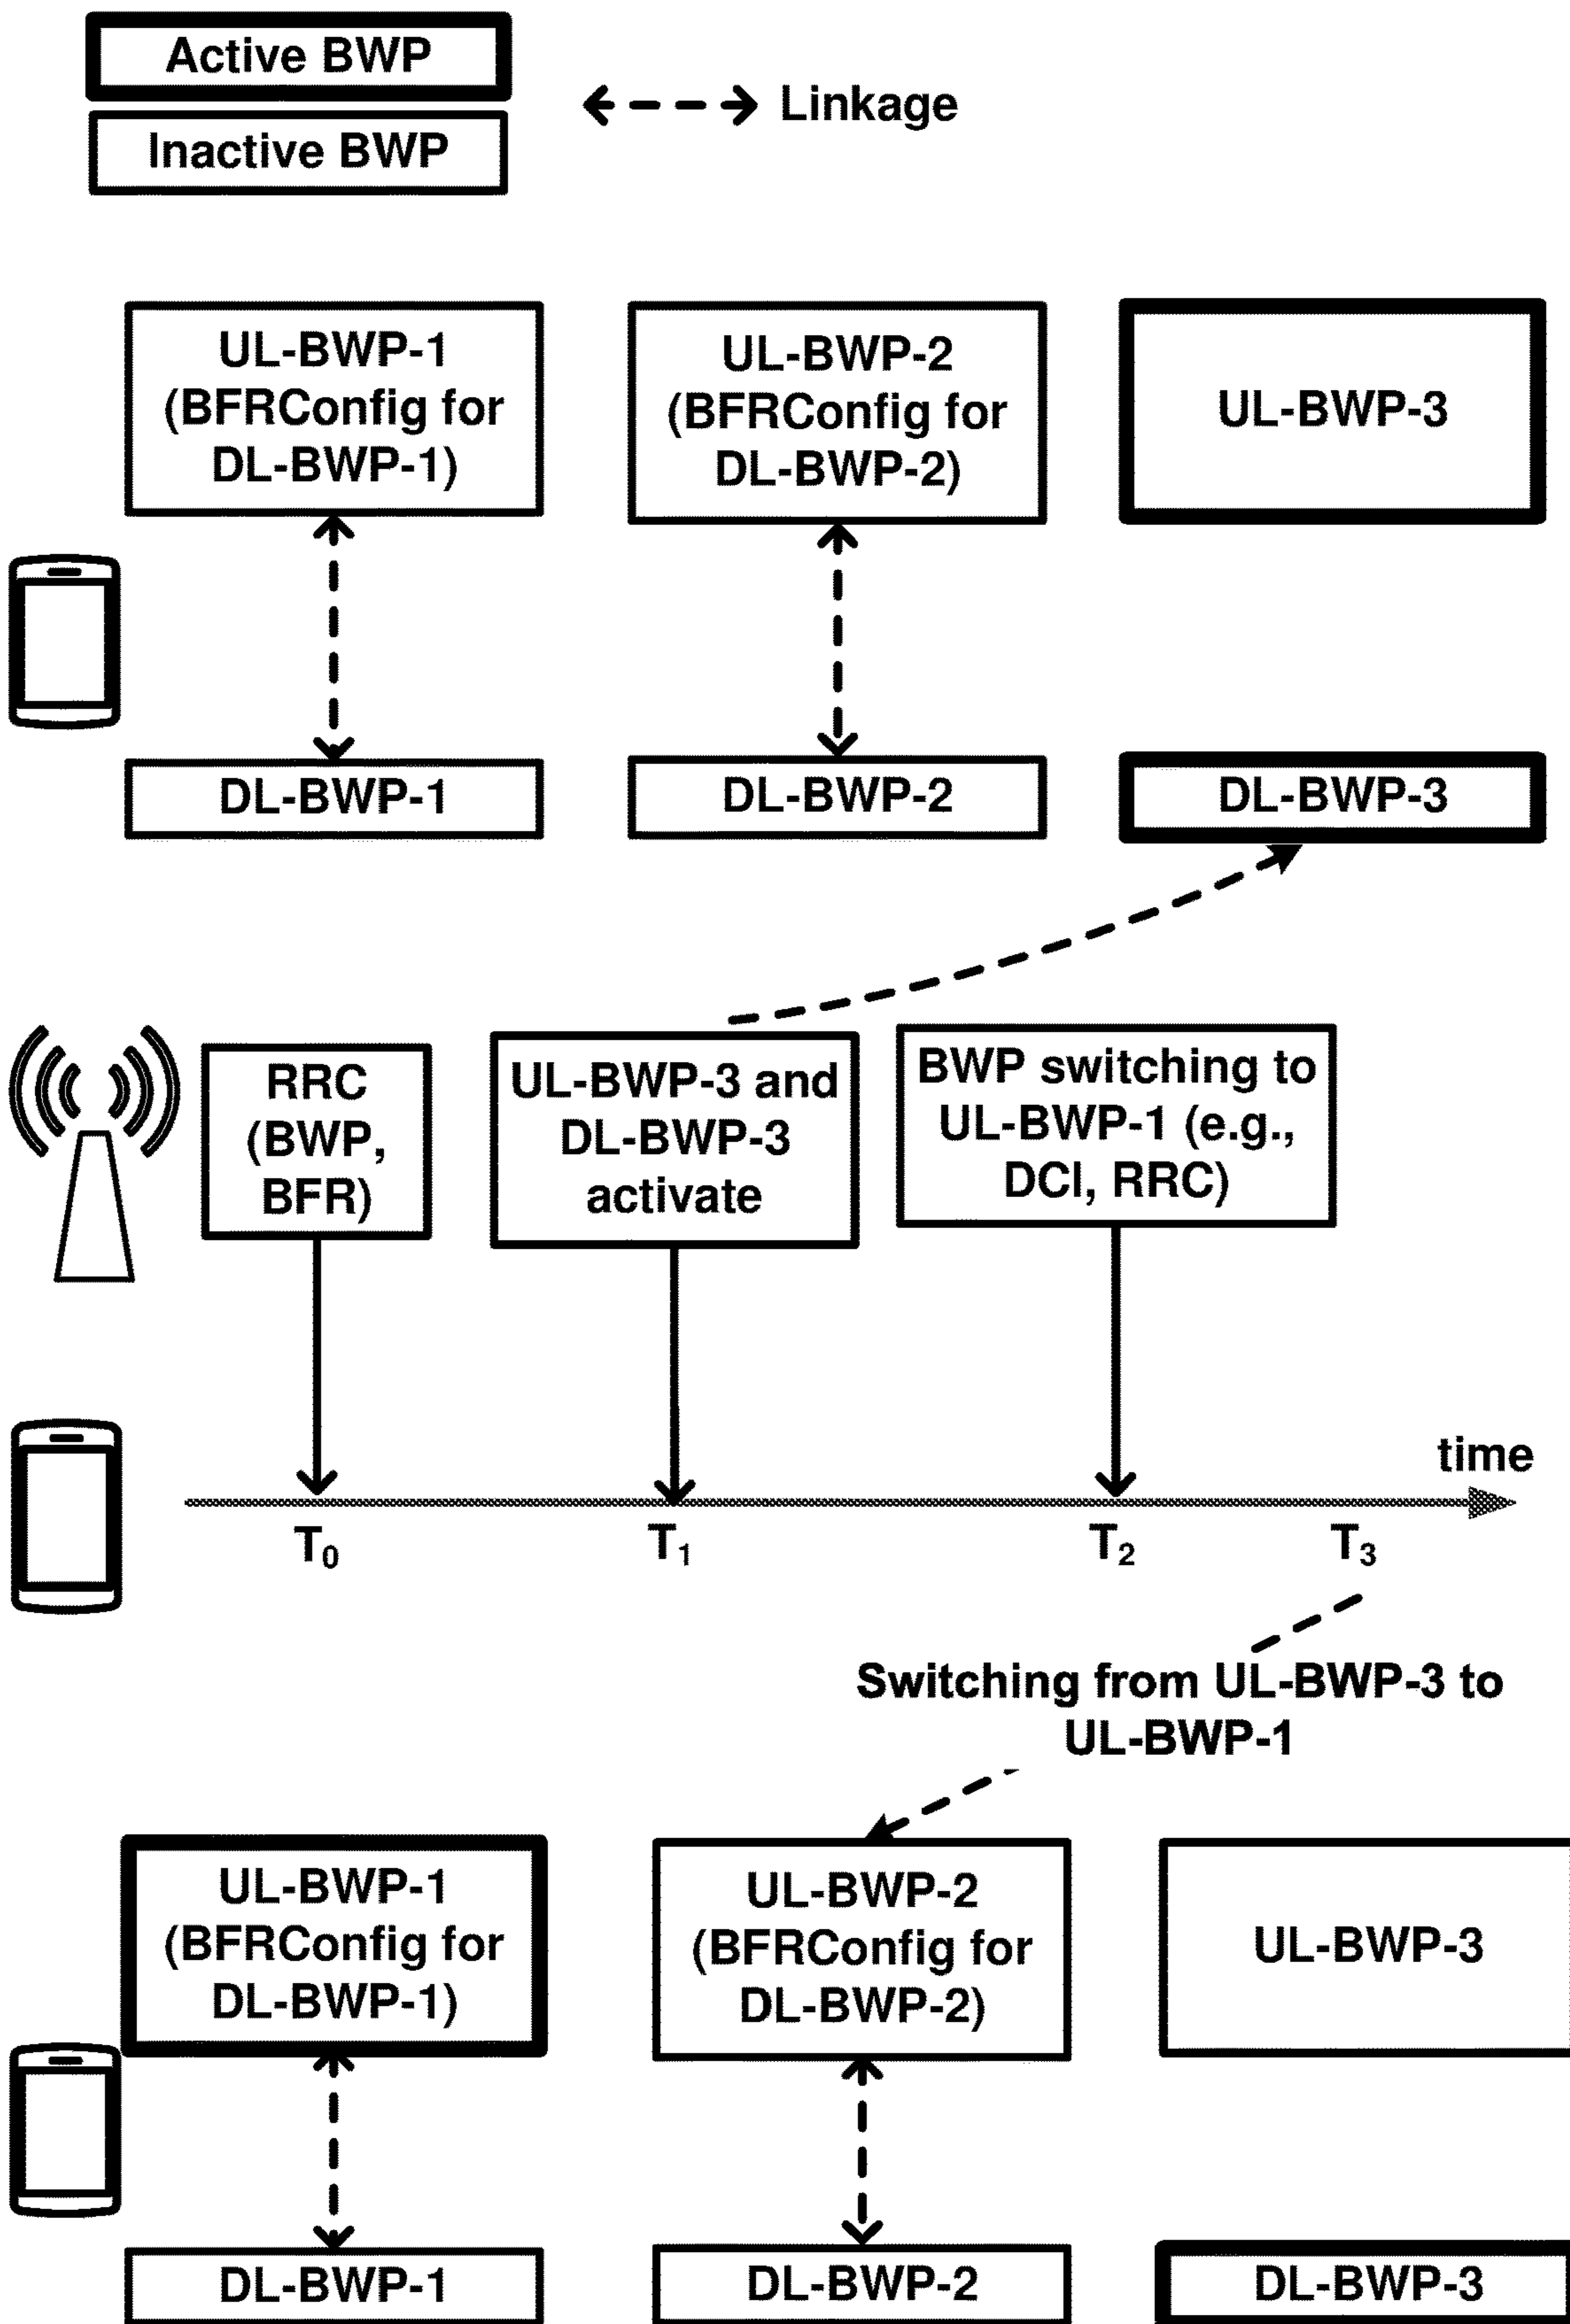 Active BWP
Linkage
Inactive BWP
UL-BWP-1
(BFRConfig for
DL-BWP-1)
UL-BWP-2
(BFRConfig for
DL-BWP-2)
UL-BWP-3
DL-BWP-1
DL-BWP-2
DL-BWP-3
RRC
(BWP,
BFR)
UL-BWP-3 and
DL-BWP-3
activate
BWP switching to
UL-BWP-1 (e.g.,
DCI, RRC)
time
T0
T1
T2
T3
Switching from UL-BWP-3 to
UL-BWP-1
UL-BWP-1
(BFRConfig for
DL-BWP-1)
UL-BWP-2
(BFRConfig for
DL-BWP-2)
UL-BWP-3
DL-BWP-1
DL-BWP-2
DL-BWP-3